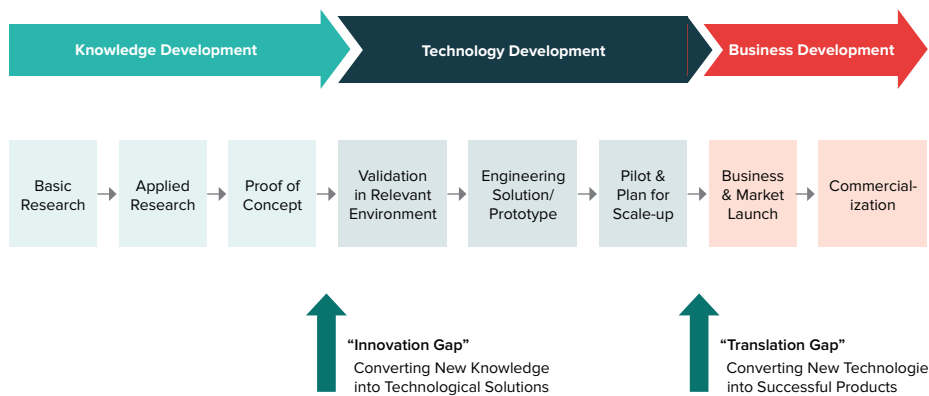 Knowledge Development
Technology Development
Business Development
Basic
Research
Applied
Research
Proof of
Concept
Validation
in Relevant
Environment
Engineering
Solution/
Prototype
Pilot &
Plan for
Scale-up
Business
& Market
Launch
Commercial-
ization
“Innovation Gap”
Converting New Knowledge
into Technological Solutions
“Translation Gap”
Converting New Technologie
into Successful Products